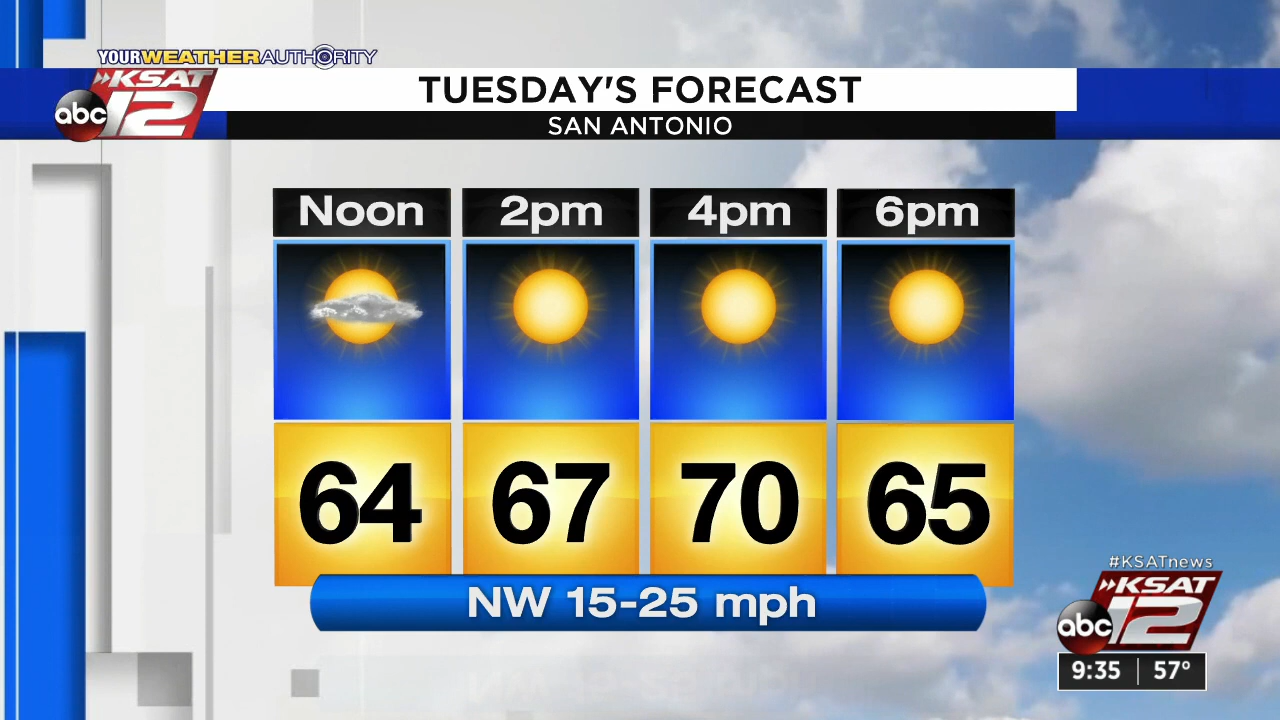 YOURWEATHERAUTHORITY
KSAT
abc 12
TUESDAY'S FORECAST
SAN ANTONIO
Noon 2pm 4pm 6pm
64 67 70 65
NW 15-25 mph
#KSATnews
KSAT
abc 12
9:35 57°